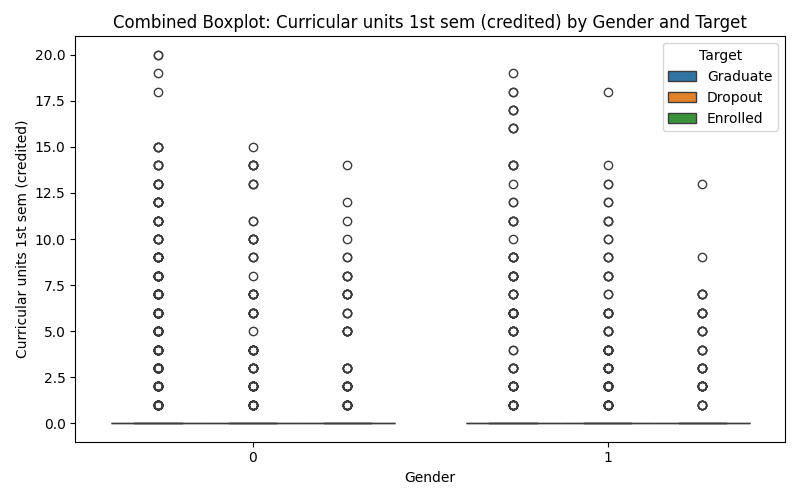 Combined Boxplot: Curricular units 1st sem (credited) by Gender and Target
Curricular units 1st sem (credited)
20.0
17.5
15.0
12.5
10.0
7.5
5.0
2.5
0.0
Target
Graduate
Dropout
Enrolled
0 1
Gender